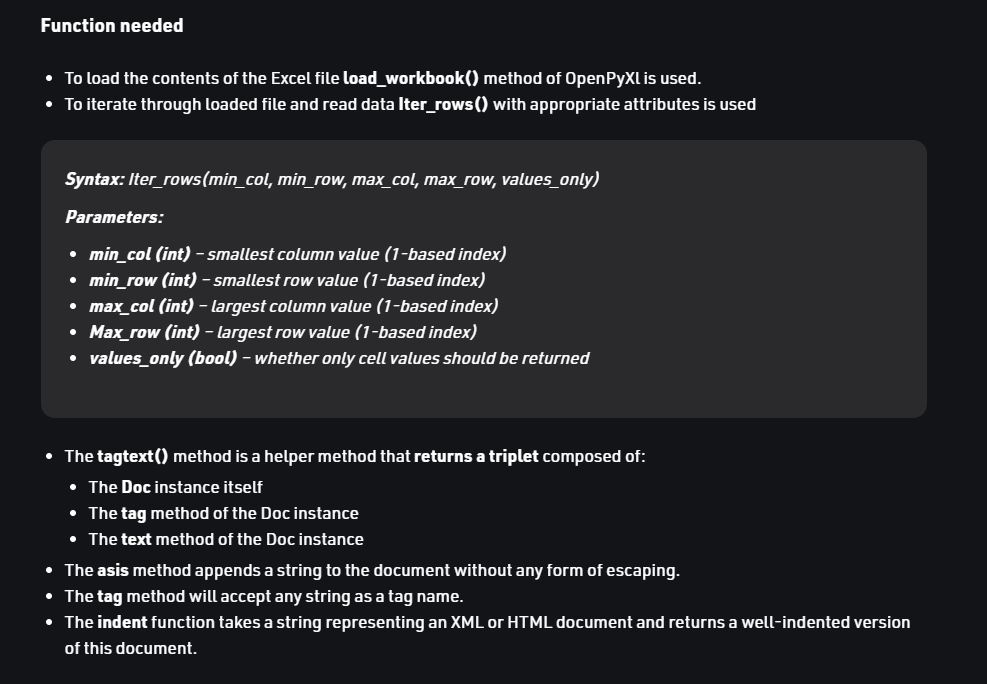 Function needed
• To load the contents of the Excel file load_workbook() method of OpenPyXl is used.
• To iterate through loaded file and read data Iter_rows() with appropriate attributes is used
Syntax: Iter_rows(min_col, min_row, max_col, max_row, values_only)
Parameters:
• min_col (int) – smallest column value (1-based index)
• min_row (int) – smallest row value (1-based index)
• max_col (int) – largest column value (1-based index)
• Max_row (int) – largest row value (1-based index)
• values_only (bool) – whether only cell values should be returned
• The tagtext() method is a helper method that returns a triplet composed of:
• The Doc instance itself
• The tag method of the Doc instance
• The text method of the Doc instance
• The asis method appends a string to the document without any form of escaping.
• The tag method will accept any string as a tag name.
• The indent function takes a string representing an XML or HTML document and returns a well-indented version
of this document.